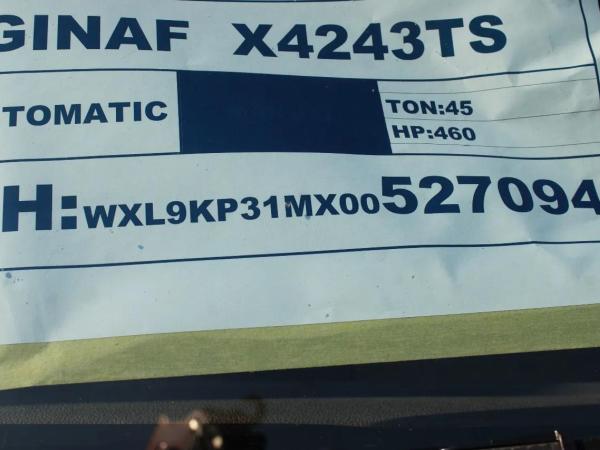 GINAF X4243TS
TOMATIC
TON:45
HP:460
H:WXL9KP31MX00527094